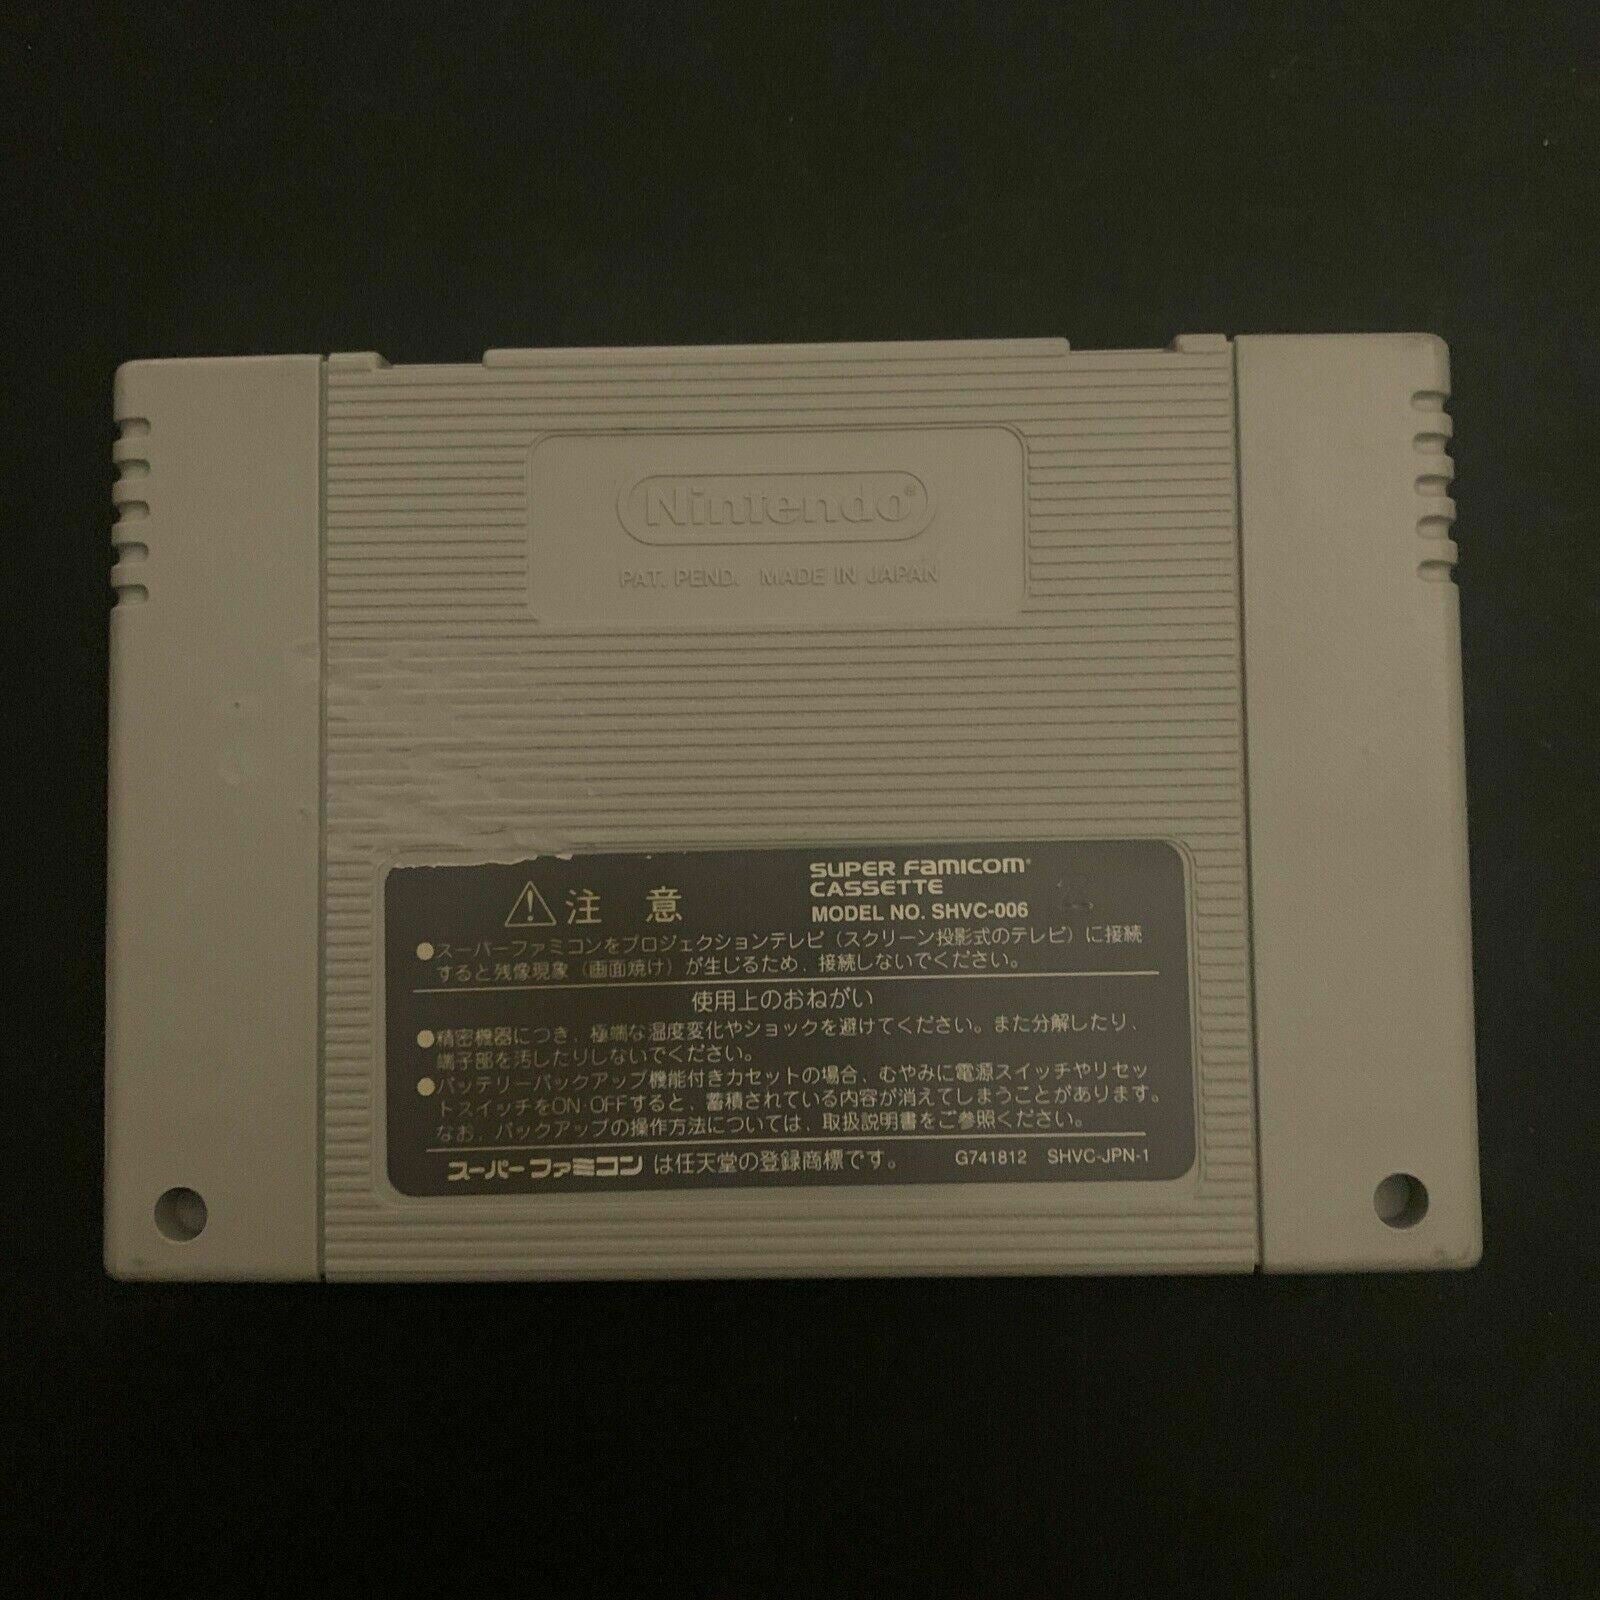 Nintendo®
PAT. PEND. MADE IN JAPAN
SUPER FAMICOM®
CASSETTE
注 意
MODEL NO. SHVC-006
●スーパーファミコンをプロジェクションテレビ（スクリーン投影式のテレビ）に接続
すると残像現象（画面焼け）が生じるため、接続しないでください。
使用上のおねがい
●精密機器につき、極端な温度変化やショックを避けてください。また分解したり、
端子部を汚したりしないでください。
●バッテリーバックアップ機能付きカセットの場合、むやみに電源スイッチやリセッ
トスイッチをON·OFFすると、蓄積されている内容が消えてしまうことがあります。
なお、バックアップの操作方法については、取扱説明書をご参照ください。
スーパーファミコン は任天堂の登録商標です。 G741812 SHVC-JPN-1